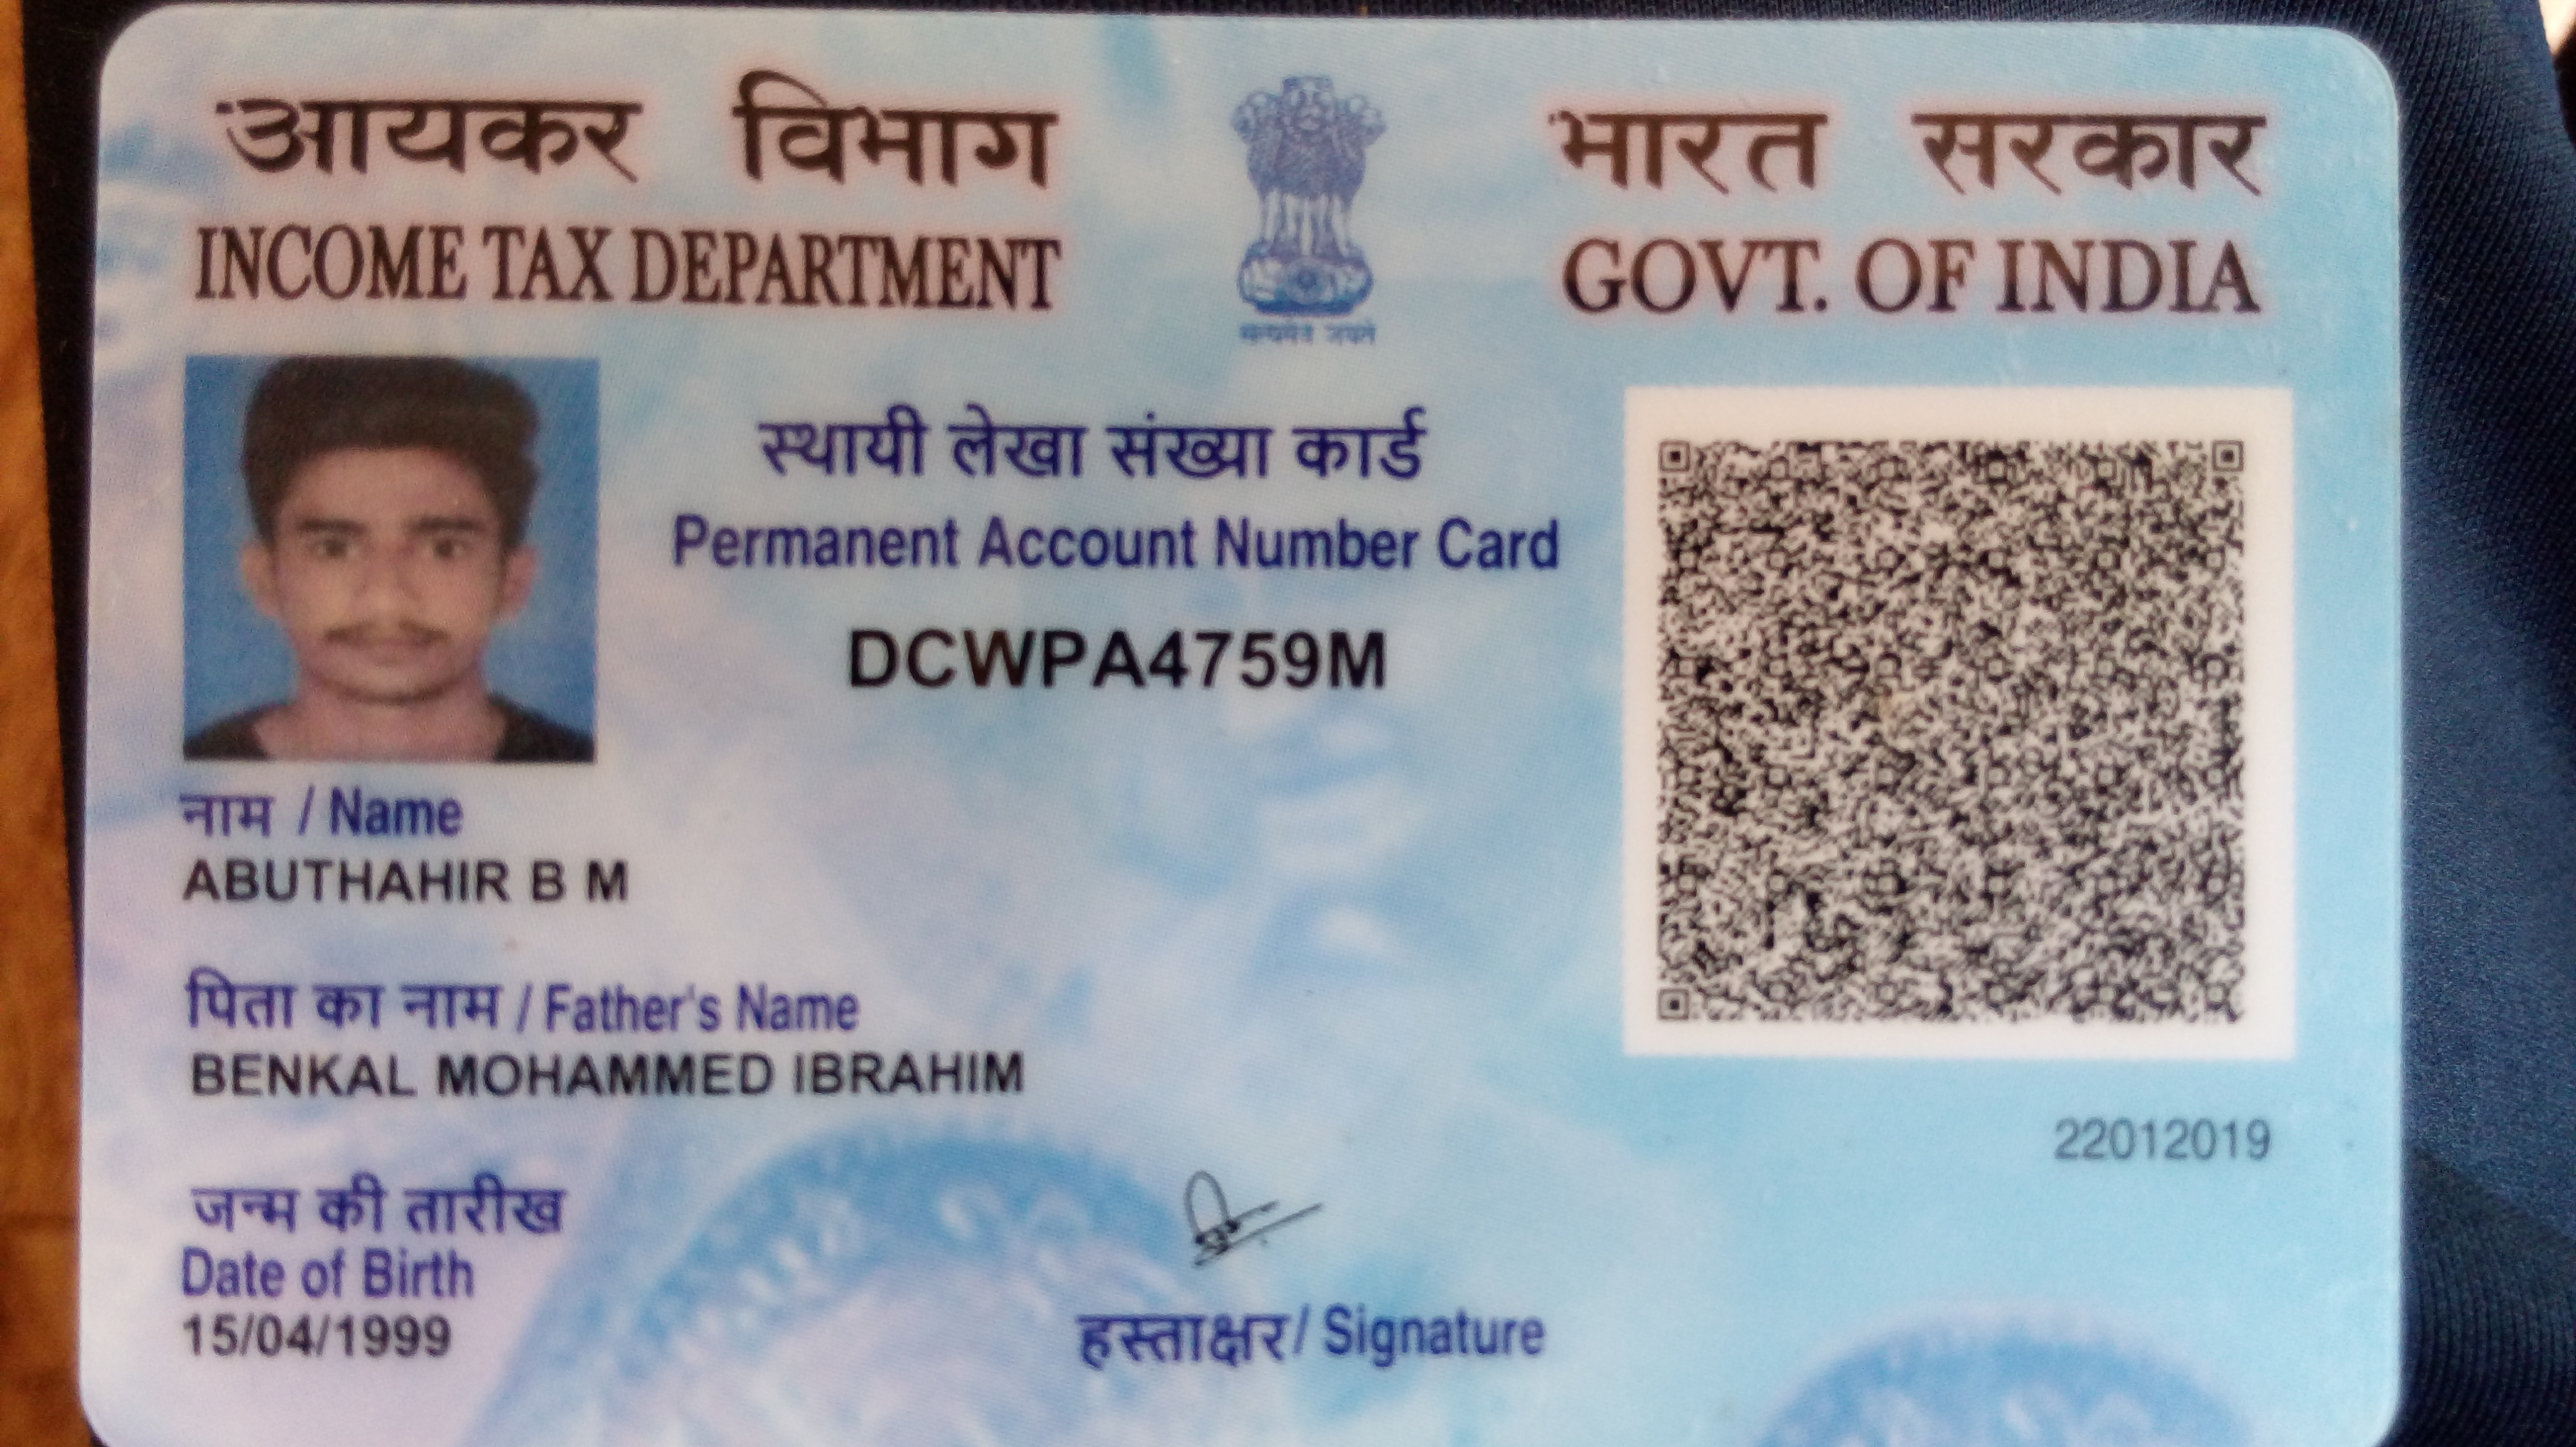 आयकर विभाग
INCOME TAX DEPARTMENT
भारत सरकार
GOVT. OF INDIA
सत्यमेव जयते
स्थायी लेखा संख्या कार्ड
Permanent Account Number Card
DCWPA4759M
नाम / Name
ABUTHAHIR B M
पिता का नाम / Father's Name
BENKAL MOHAMMED IBRAHIM
जन्म की तारीख
Date of Birth
15/04/1999
हस्ताक्षर / Signature
22012019